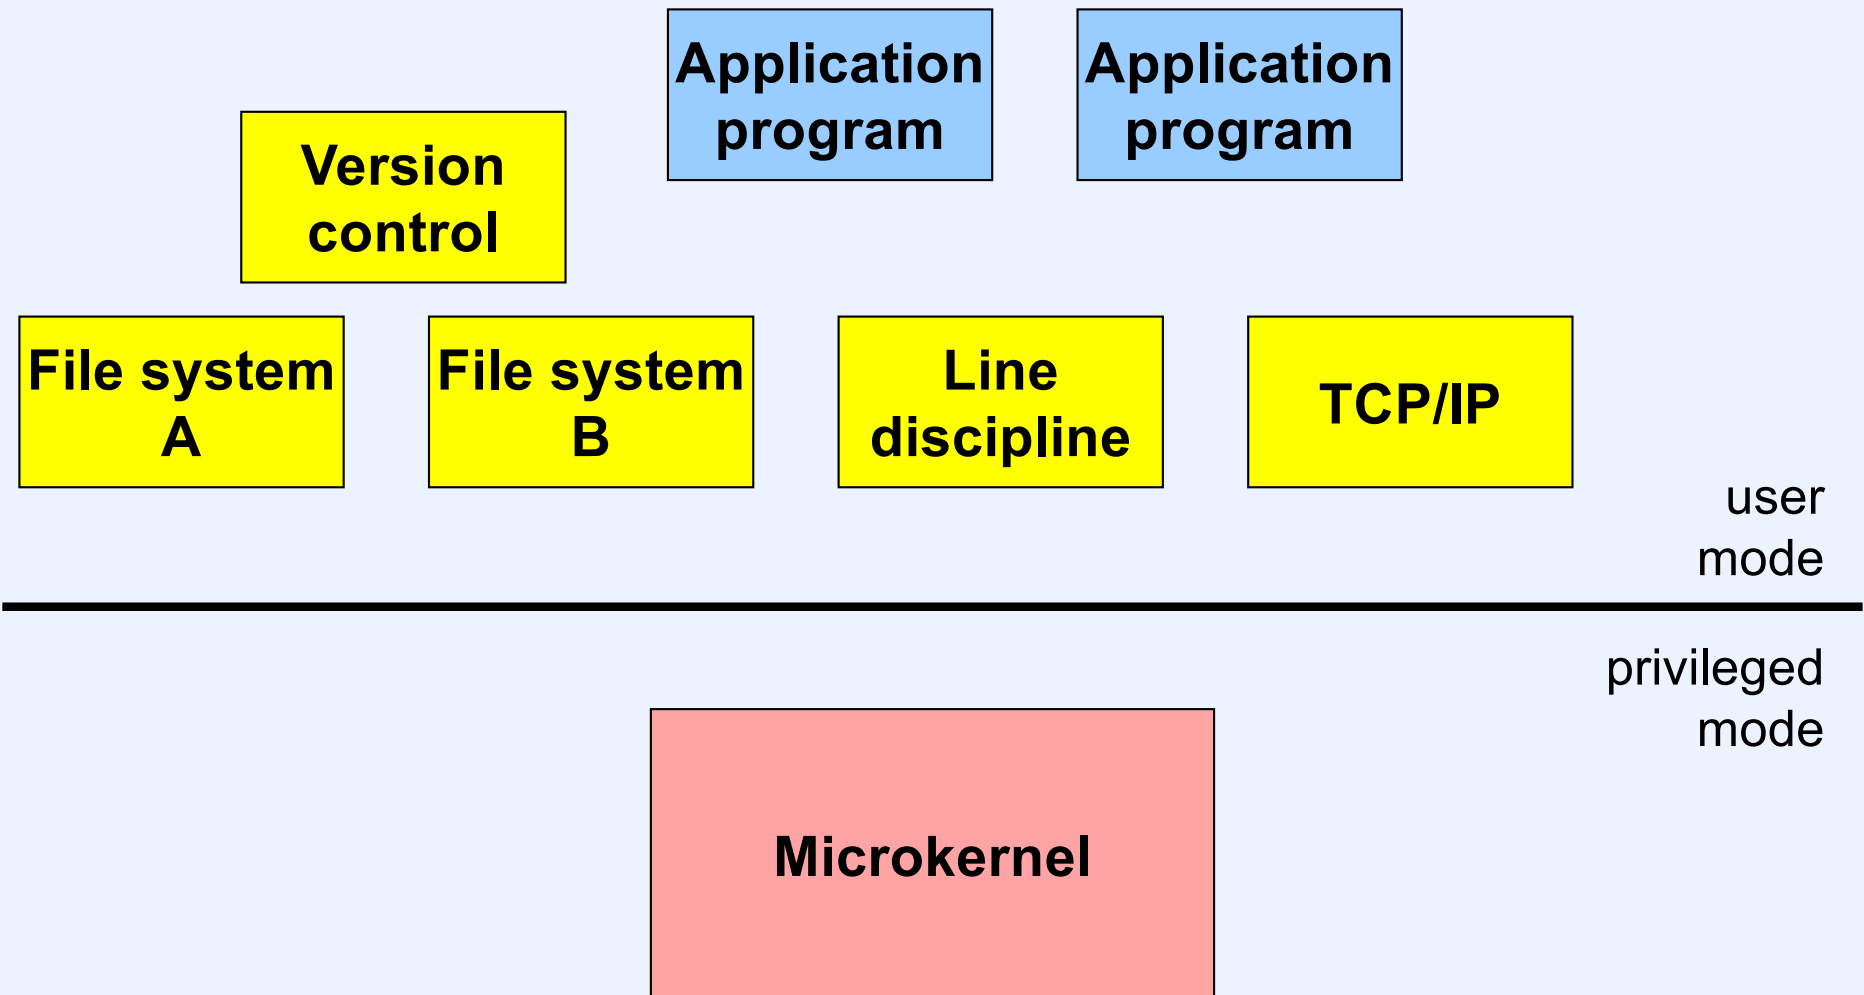 Application
program
Application
program
Version
control
File system
A
File system
B
Line
discipline
TCP/IP
user
mode
privileged
mode
Microkernel